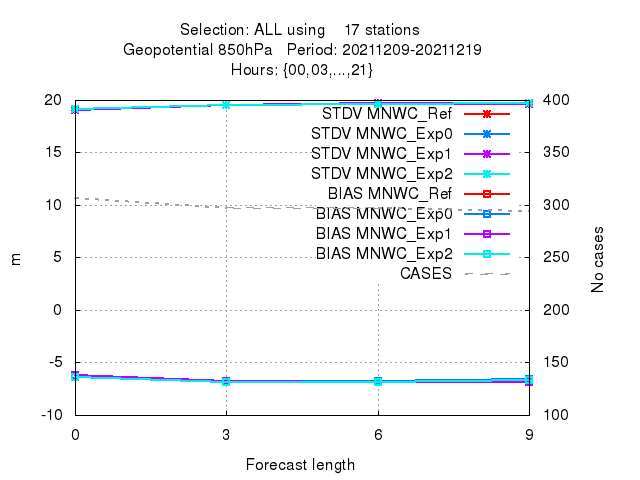 Selection: ALL using 17 stations
Geopotential 850hPa Period: 20211209-20211219
Hours: {00,03,...,21}
20 400
STDV MNWC_Ref
STDV MNWC_Exp0
15 350
STDV MNWC_Exp1
STDV MNWC_Exp2
BIAS MNWC_Ref
10 300
BIAS MNWC_Exp0
BIAS MNWC_Exp1
5 250
BIAS MNWC_Exp2
CASES
m
No cases
0 200
-5 150
-10 100
0 3 6 9
Forecast length